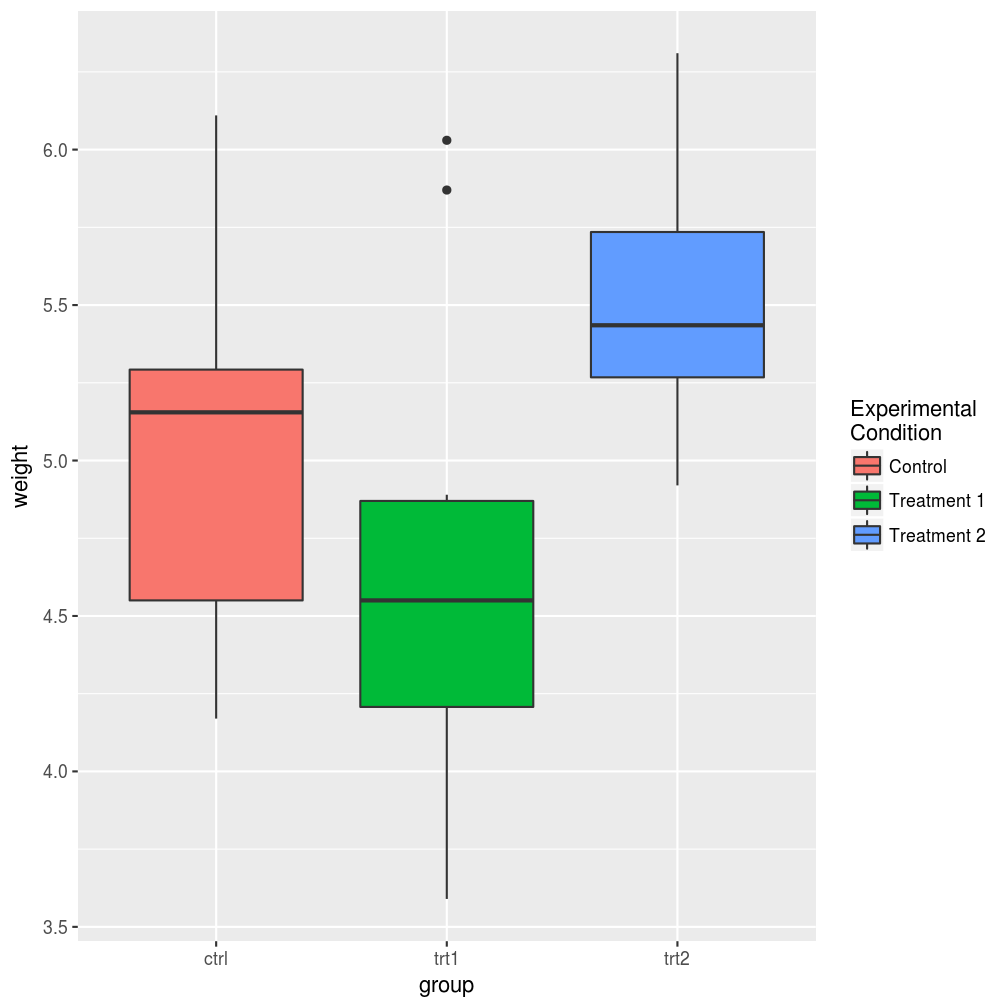 weight
6.0
5.5
5.0
4.5
4.0
3.5
ctrl
trt1
trt2
group
Experimental
Condition
Control
Treatment 1
Treatment 2